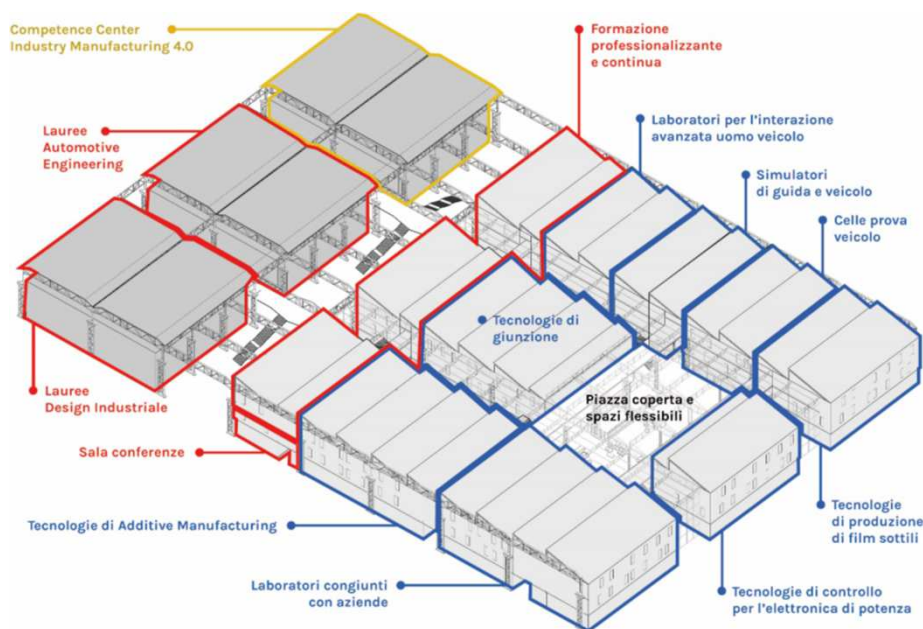 Competence Center
Industry Manufacturing 4.0
Formazione
professionalizzante
e continua
Laboratori per l'interazione
avanzata uomo veicolo
Lauree
Automotive
Engineering
Simulatori
di guida e veicolo
Celle prova
veicolo
Tecnologie di
giunzione
Piazza coperta e
spazi flessibili
Lauree
Design Industriale
Sala conferenze
Tecnologie di Additive Manufacturing
Laboratori congiunti
con aziende
Tecnologie
di produzione
di film sottili
Tecnologie di controllo
per l'elettronica di potenza